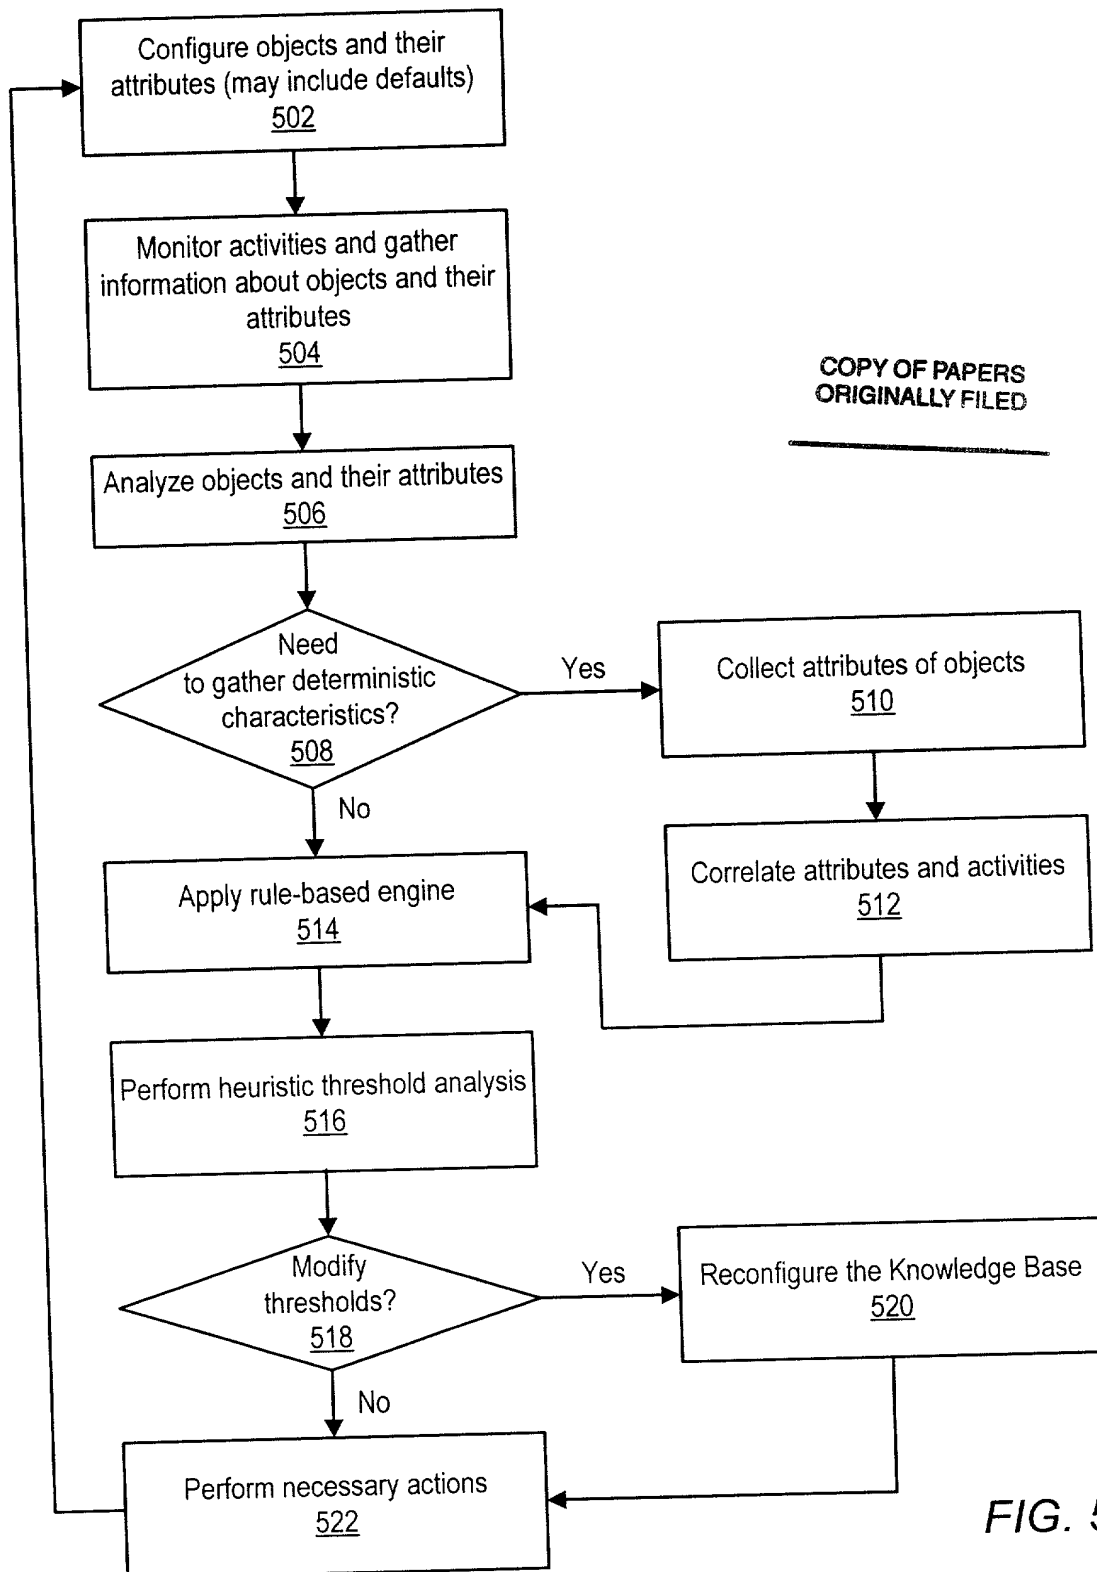 Configure objects and their
attributes (may include defaults)
502
Monitor activities and gather
information about objects and their
attributes
504
COPY OF PAPERS
ORIGINALLY FILED
Analyze objects and their attributes
506
Need
to gather deterministic
characteristics?
508
Yes
Collect attributes of objects
510
No
Correlate attributes and activities
512
Apply rule-based engine
514
Perform heuristic threshold analysis
516
Modify
thresholds?
518
Yes
Reconfigure the Knowledge Base
520
No
Perform necessary actions
522
FIG. 5